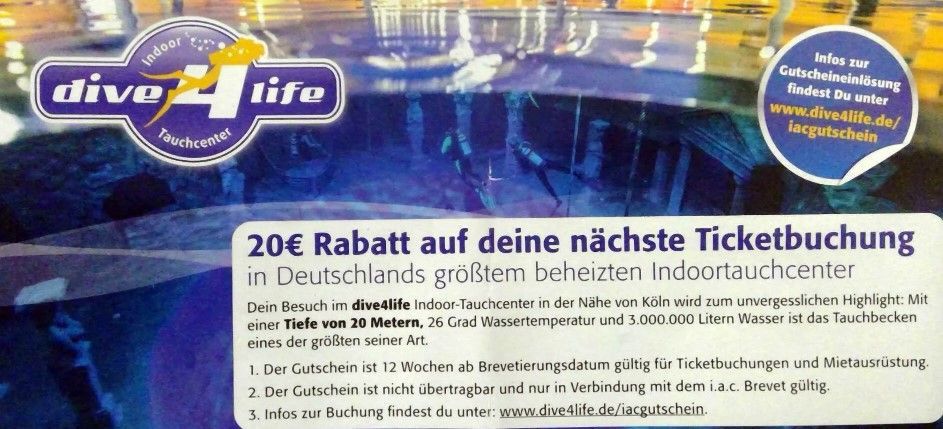 Indoor
dive4life
Tauchcenter
Infos zur
Gutscheineinlösung
findest Du unter
www.dive4life.de/
iacgutschein
20€ Rabatt auf deine nächste Ticketbuchung
in Deutschlands größtem beheizten Indoortauchcenter
Dein Besuch im dive4life Indoor-Tauchcenter in der Nähe von Köln wird zum unvergesslichen Highlight: Mit
einer Tiefe von 20 Metern, 26 Grad Wassertemperatur und 3.000.000 Litern Wasser ist das Tauchbecken
eines der größten seiner Art.
1. Der Gutschein ist 12 Wochen ab Brevetierungsdatum gültig für Ticketbuchungen und Mietausrüstung.
2. Der Gutschein ist nicht übertragbar und nur in Verbindung mit dem i.a.c. Brevet gültig.
3. Infos zur Buchung findest du unter: www.dive4life.de/iacgutschein.